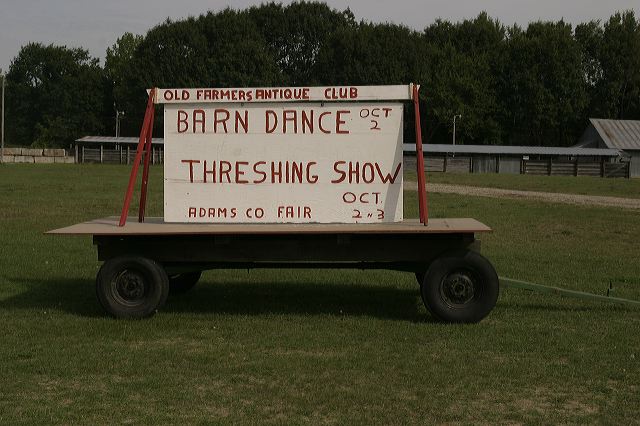 OLD FARMERS ANTIQUE CLUB
BARN DANCE OCT
2
THRESHING SHOW
OCT.
ADAMS CO FAIR 2 n 3